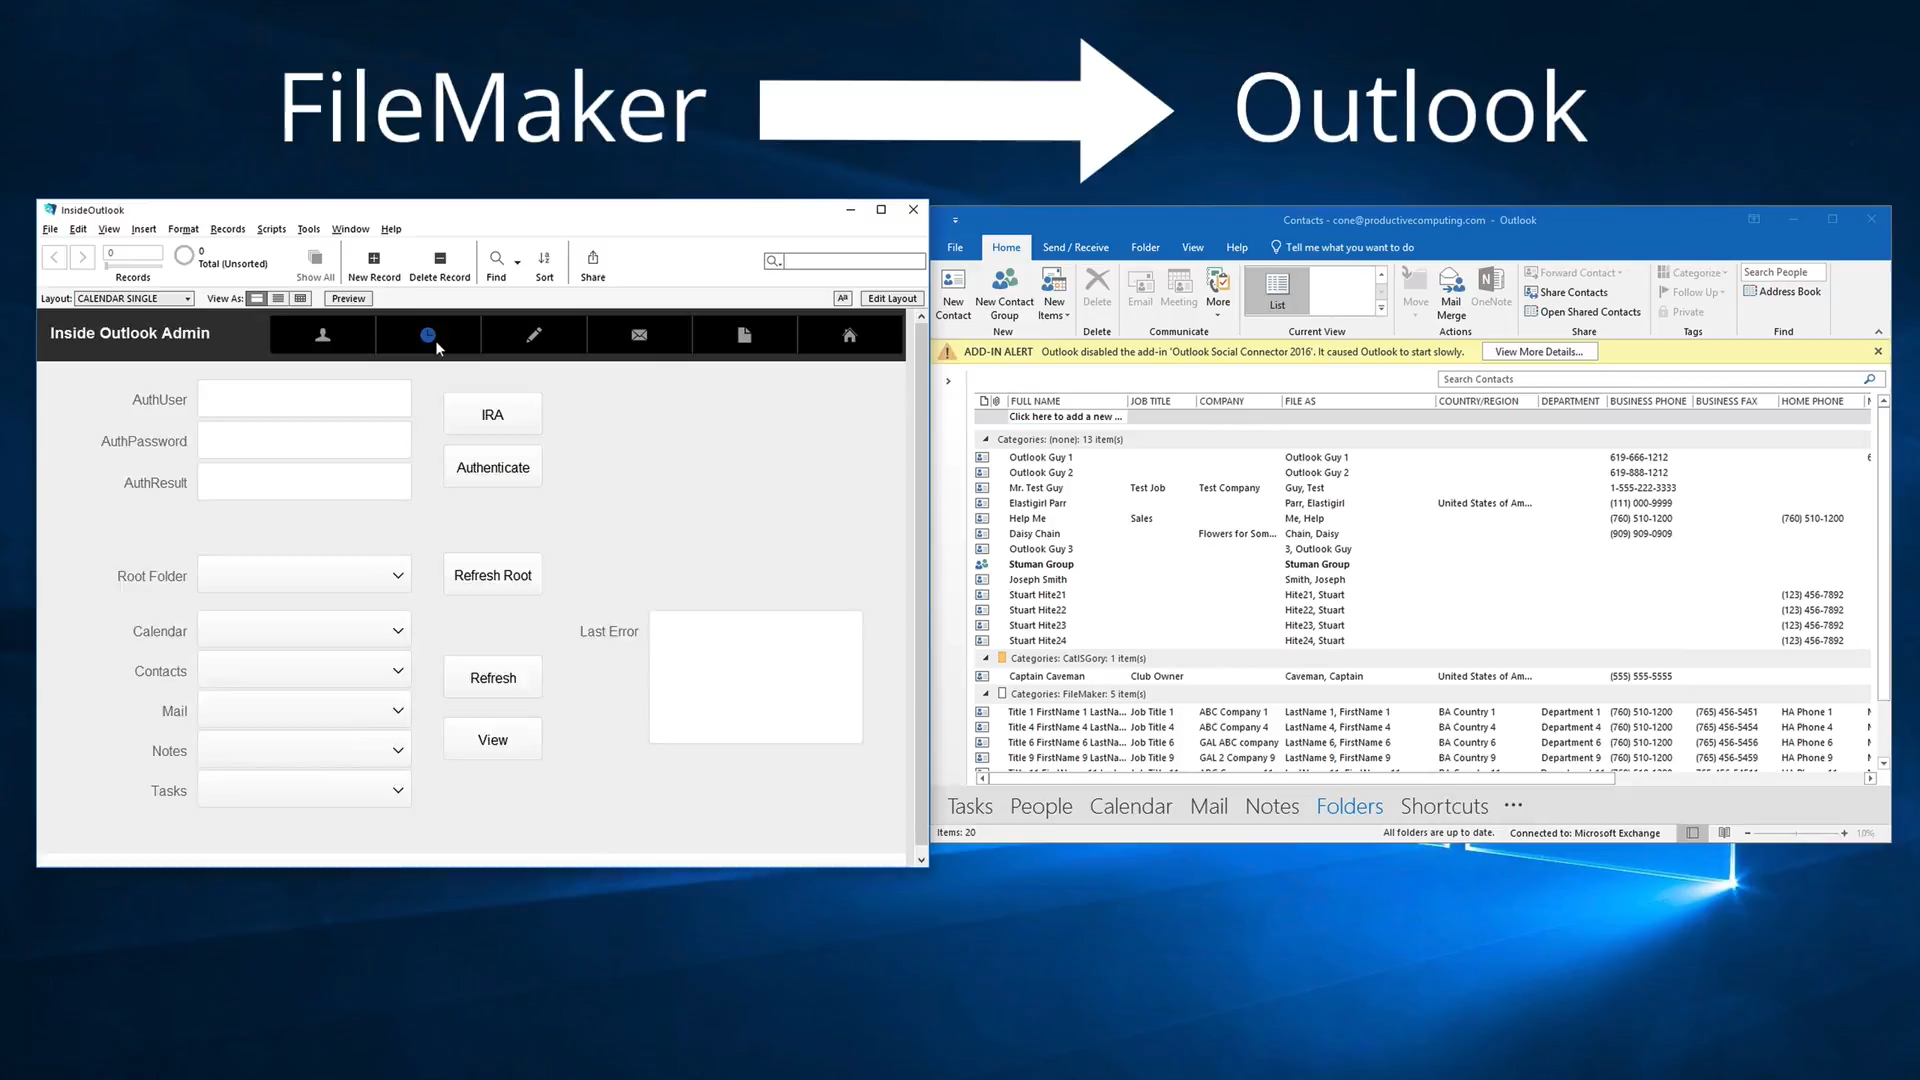 FileMaker
Outlook
InsideOutlook
File Edit View Insert Format Records Scripts Tools Window Help
0
0
Total (Unsorted)
Records
Show All
New Record
Delete Record
Find
Sort
Share
Layout: CALENDAR SINGLE
View As:
Preview
Edit Layout
Inside Outlook Admin
AuthUser
AuthPassword
AuthResult
IRA
Authenticate
Root Folder
Refresh Root
Calendar
Contacts
Mail
Notes
Tasks
Refresh
View
Last Error
Contacts - cone@productivecomputing.com - Outlook
File Home Send / Receive Folder View Help Tell me what you want to do
New Contact
New Contact Group
New Items
New
Delete
Delete
Email
Meeting
More
Communicate
List
Current View
Move
Mail Merge
OneNote
Actions
Forward Contact
Share Contacts
Open Shared Contacts
Share
Categorize
Follow Up
Private
Tags
Search People
Address Book
Find
ADD-IN ALERT Outlook disabled the add-in 'Outlook Social Connector 2016'. It caused Outlook to start slowly. View More Details...
Search Contacts
FULL NAME JOB TITLE COMPANY FILE AS COUNTRY/REGION DEPARTMENT BUSINESS PHONE BUSINESS FAX HOME PHONE
Click here to add a new ...
Categories: (none): 13 item(s)
Outlook Guy 1 Outlook Guy 1 619-666-1212 6
Outlook Guy 2 Outlook Guy 2 619-888-1212
Mr. Test Guy Test Job Test Company Guy, Test 1-555-222-3333
Elastigirl Parr Parr, Elastigirl United States of Am... (111) 000-9999
Help Me Sales Me, Help (760) 510-1200 (760) 510-1200
Daisy Chain Flowers for Som... Chain, Daisy (909) 909-0909
Outlook Guy 3 3, Outlook Guy
Stuman Group Stuman Group
Joseph Smith Smith, Joseph
Stuart Hite21 Hite21, Stuart (123) 456-7892
Stuart Hite22 Hite22, Stuart (123) 456-7892
Stuart Hite23 Hite23, Stuart (123) 456-7892
Stuart Hite24 Hite24, Stuart (123) 456-7892
Categories: CatISGory: 1 item(s)
Captain Caveman Club Owner Caveman, Captain United States of Am... (555) 555-5555
Categories: FileMaker: 5 item(s)
Title 1 FirstName 1 LastNa... Job Title 1 ABC Company 1 LastName 1, FirstName 1 BA Country 1 Department 1 (760) 510-1200 (765) 456-5451 HA Phone 1
Title 4 FirstName 4 LastNa... Job Title 4 ABC Company 4 LastName 4, FirstName 4 BA Country 4 Department 4 (760) 510-1200 (765) 456-5454 HA Phone 4
Title 6 FirstName 6 LastNa... Job Title 6 GAL ABC company LastName 6, FirstName 6 BA Country 6 Department 6 (760) 510-1200 (765) 456-5456 HA Phone 6
Title 9 FirstName 9 LastNa... Job Title 9 GAL 2 Company 9 LastName 9, FirstName 9 BA Country 9 Department 9 (760) 510-1200 (765) 456-5459 HA Phone 9
Tasks People Calendar Mail Notes Folders Shortcuts ...
Items: 20
All folders are up to date. Connected to: Microsoft Exchange 10%